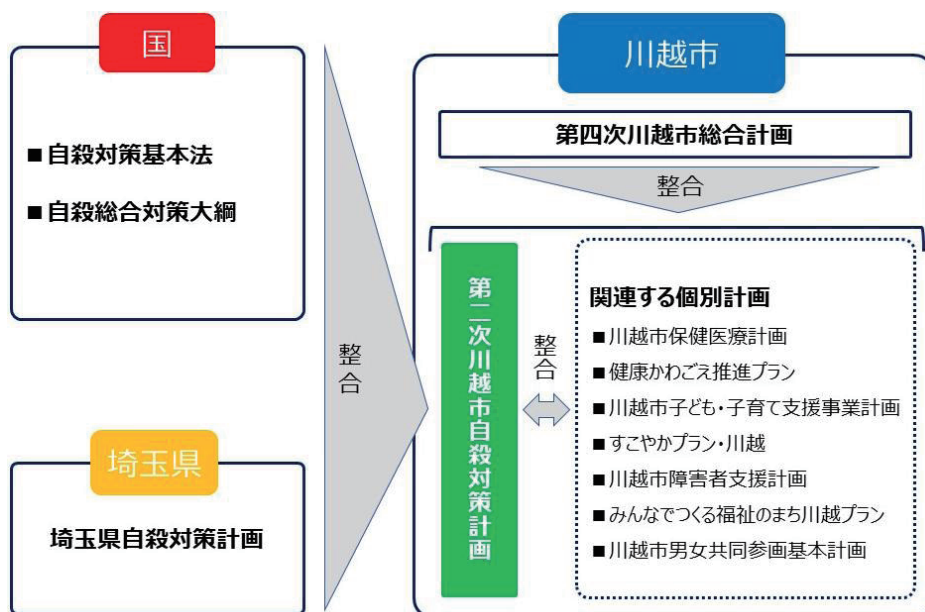 国
■自殺対策基本法
■自殺総合対策大綱
埼玉県
埼玉県自殺対策計画
整合
川越市
第四次川越市総合計画
整合
第二次川越市自殺対策計画
整合
関連する個別計画
■川越市保健医療計画
■健康かわごえ推進プラン
■川越市子ども・子育て支援事業計画
■すこやかプラン・川越
■川越市障害者支援計画
■みんなでつくる福祉のまち川越プラン
■川越市男女共同参画基本計画